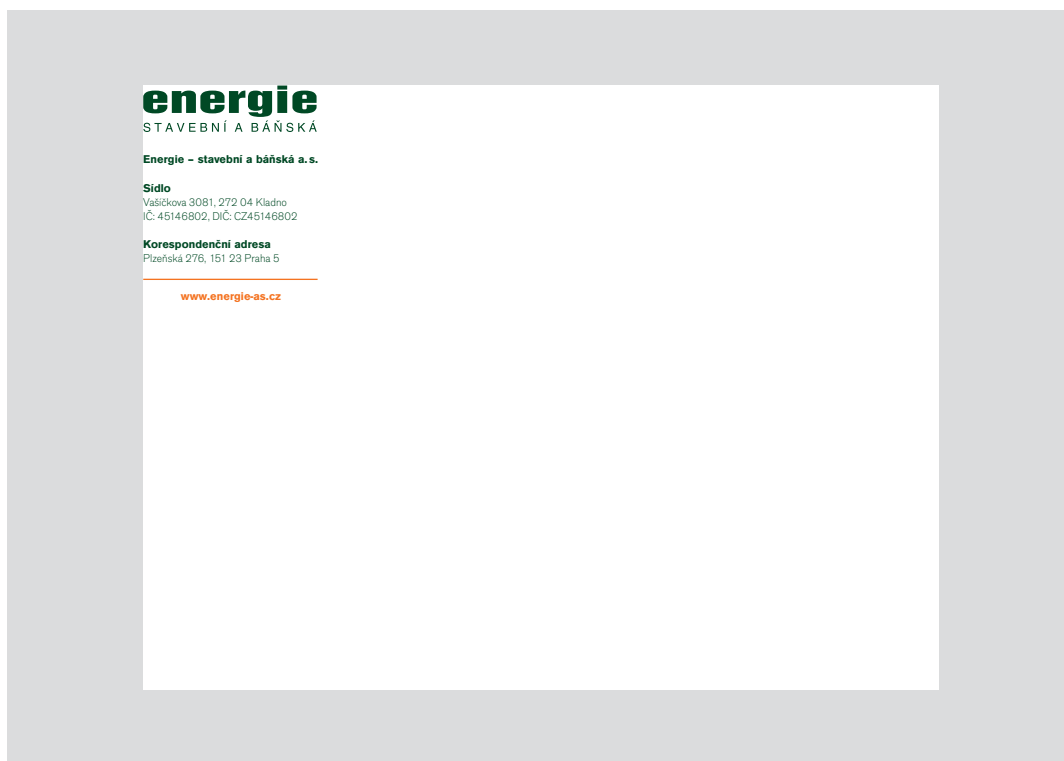 energie
STAVEBNÍ A BÁŇSKÁ
Energie – stavební a báňská a. s.
Sídlo
Vašíčkova 3081, 272 04 Kladno
IČ: 45146802, DIČ: CZ45146802
Korespondenční adresa
Plzeňská 276, 151 23 Praha 5
www.energie-as.cz